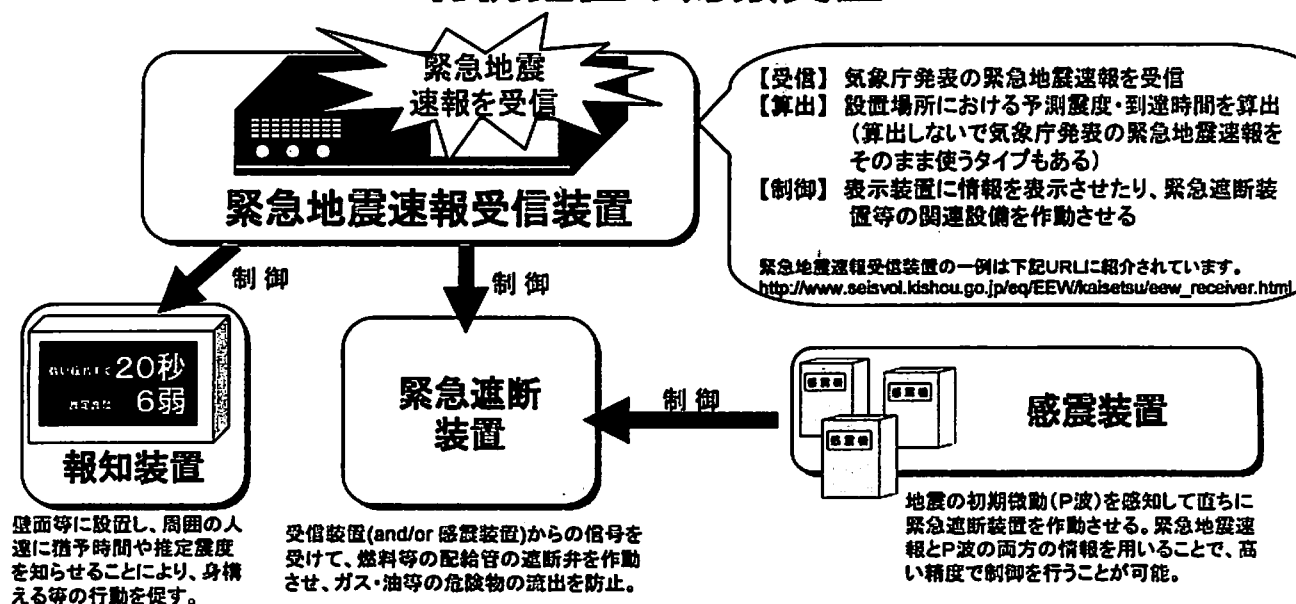 緊急地震
速報を受信
緊急地震速報受信装置
【受信】 気象庁発表の緊急地震速報を受信
【算出】 設置場所における予測震度・到達時間を算出
(算出しないで気象庁発表の緊急地震速報を
そのまま使うタイプもある)
【制御】 表示装置に情報を表示させたり、緊急遮断装
置等の関連設備を作動させる
緊急地震速報受信装置の一例は下記URLに紹介されています。
http://www.seisvol.kishou.go.jp/eq/EEW/kaisetsu/eew_receiver.html
制御
制御
20秒
6弱
報知装置
壁面等に設置し、周囲の人
達に猶予時間や推定震度
を知らせることにより、身構
える等の行動を促す。
緊急遮断
装置
受信装置(and/or 感震装置)からの信号を
受けて、燃料等の配給管の遮断弁を作動
させ、ガス・油等の危険物の流出を防止。
制御
感震機
感震機
感震機
感震装置
地震の初期微動(P波)を感知して直ちに
緊急遮断装置を作動させる。緊急地震速
報とP波の両方の情報を用いることで、高
い精度で制御を行うことが可能。